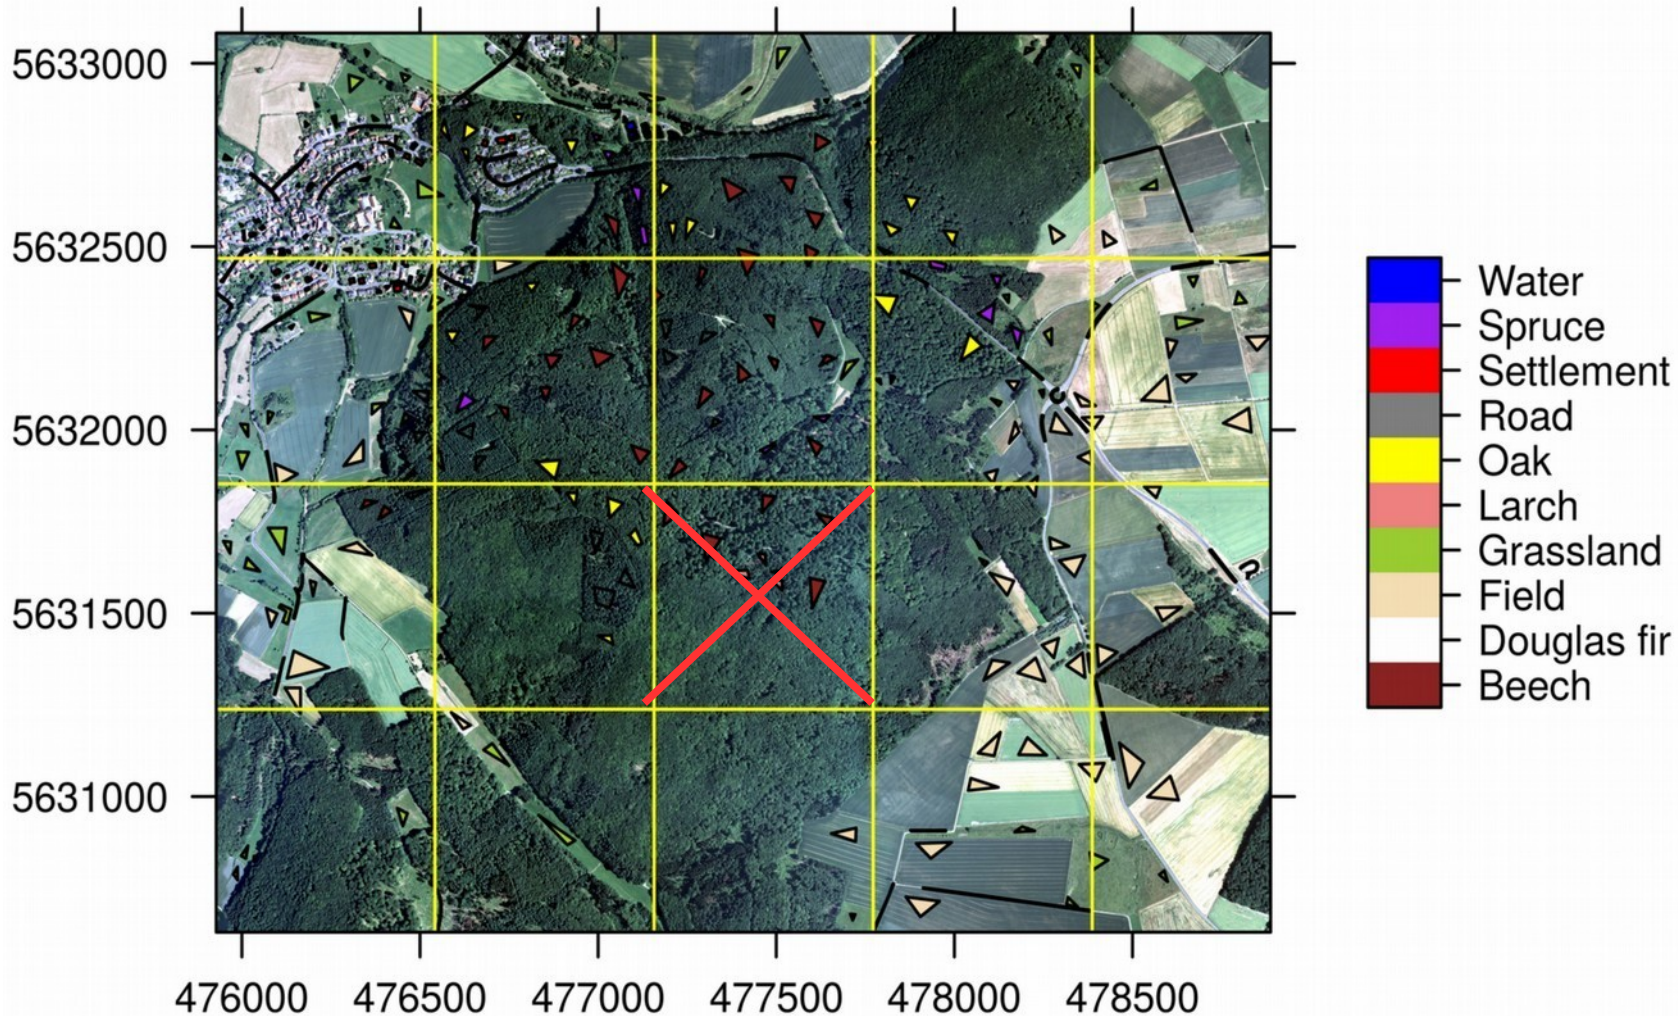 5633000
5632500
5632000
5631500
5631000
476000 476500 477000 477500 478000 478500
Water
Spruce
Settlement
Road
Oak
Larch
Grassland
Field
Douglas fir
Beech